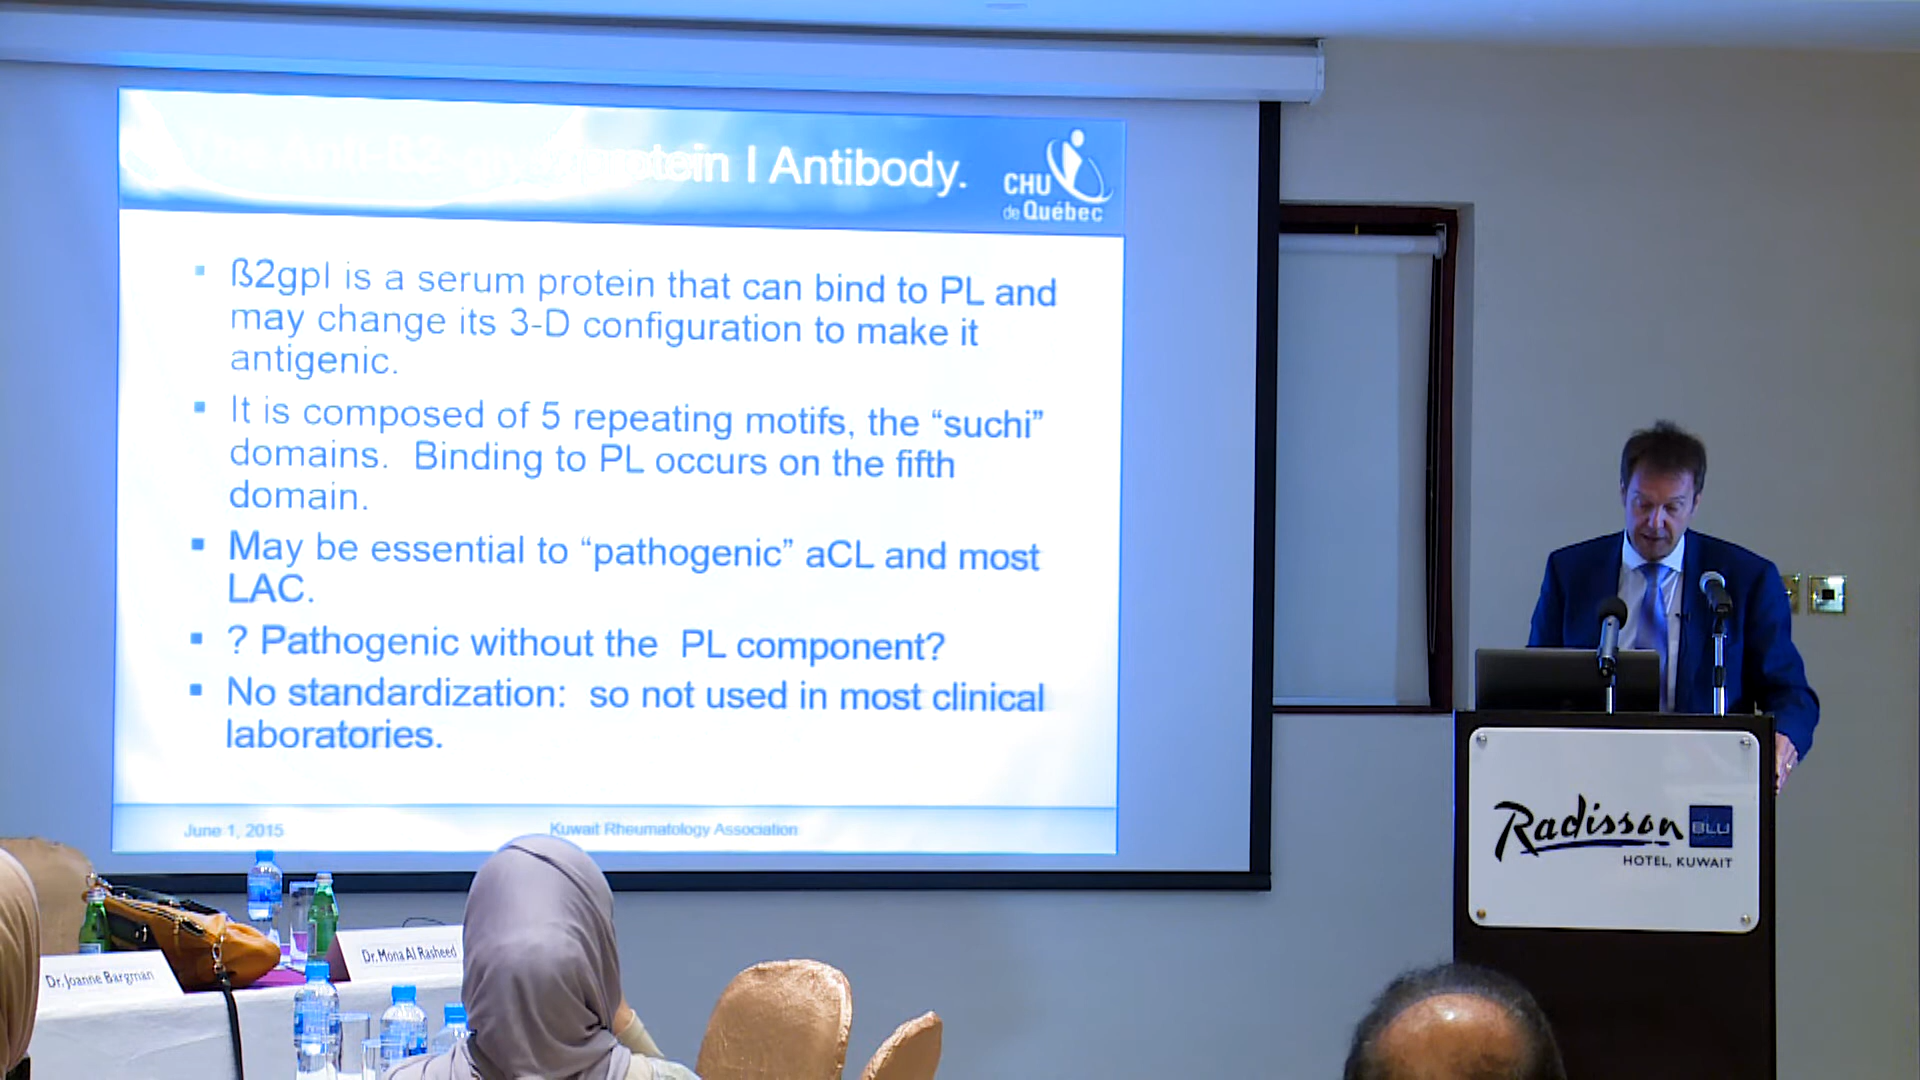 The Anti-ß2-glycoprotein I Antibody.
CHU
de Québec
ß2gpI is a serum protein that can bind to PL and
may change its 3-D configuration to make it
antigenic.
It is composed of 5 repeating motifs, the “suchi”
domains. Binding to PL occurs on the fifth
domain.
May be essential to “pathogenic” aCL and most
LAC.
? Pathogenic without the PL component?
No standardization: so not used in most clinical
laboratories.
June 1, 2015
Kuwait Rheumatology Association
Radisson
BLU
HOTEL, KUWAIT
Dr. Joanne Bargman
Dr. Mona Al Rasheed